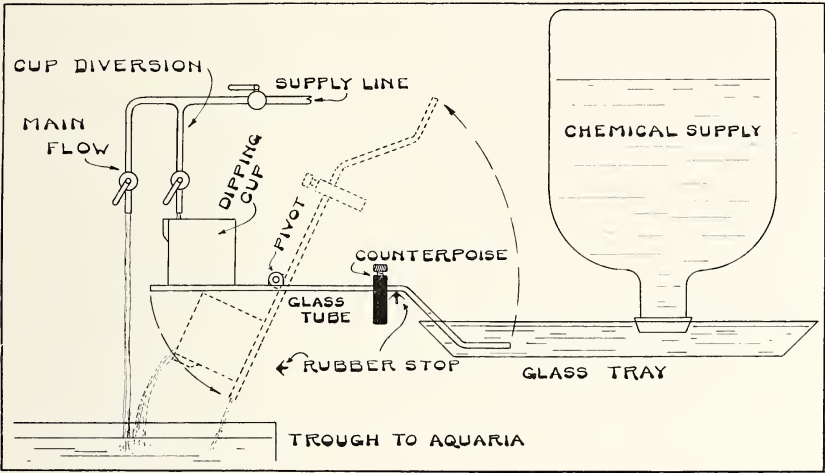 CUP DIVERSION
SUPPLY LINE
MAIN
FLOW
DIPPING
CUP
PIVOT
CHEMICAL SUPPLY
COUNTERPOISE
GLASS
TUBE
RUBBER STOP
GLASS TRAY
TROUGH TO AQUARIA